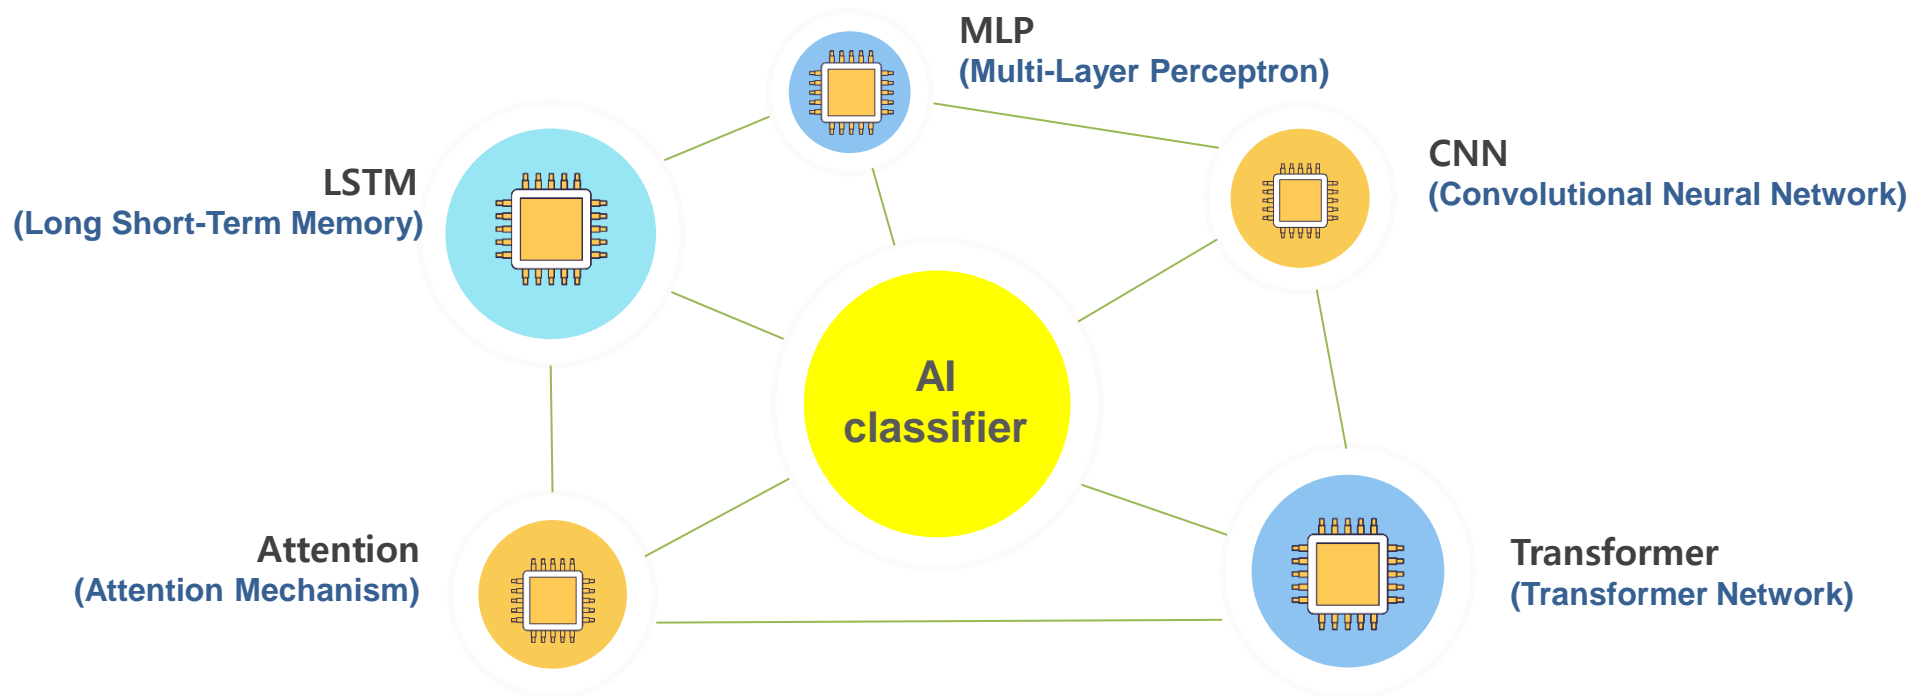 MLP
(Multi-Layer Perceptron)
CNN
(Convolutional Neural Network)
LSTM
(Long Short-Term Memory)
AI
classifier
Attention
(Attention Mechanism)
Transformer
(Transformer Network)